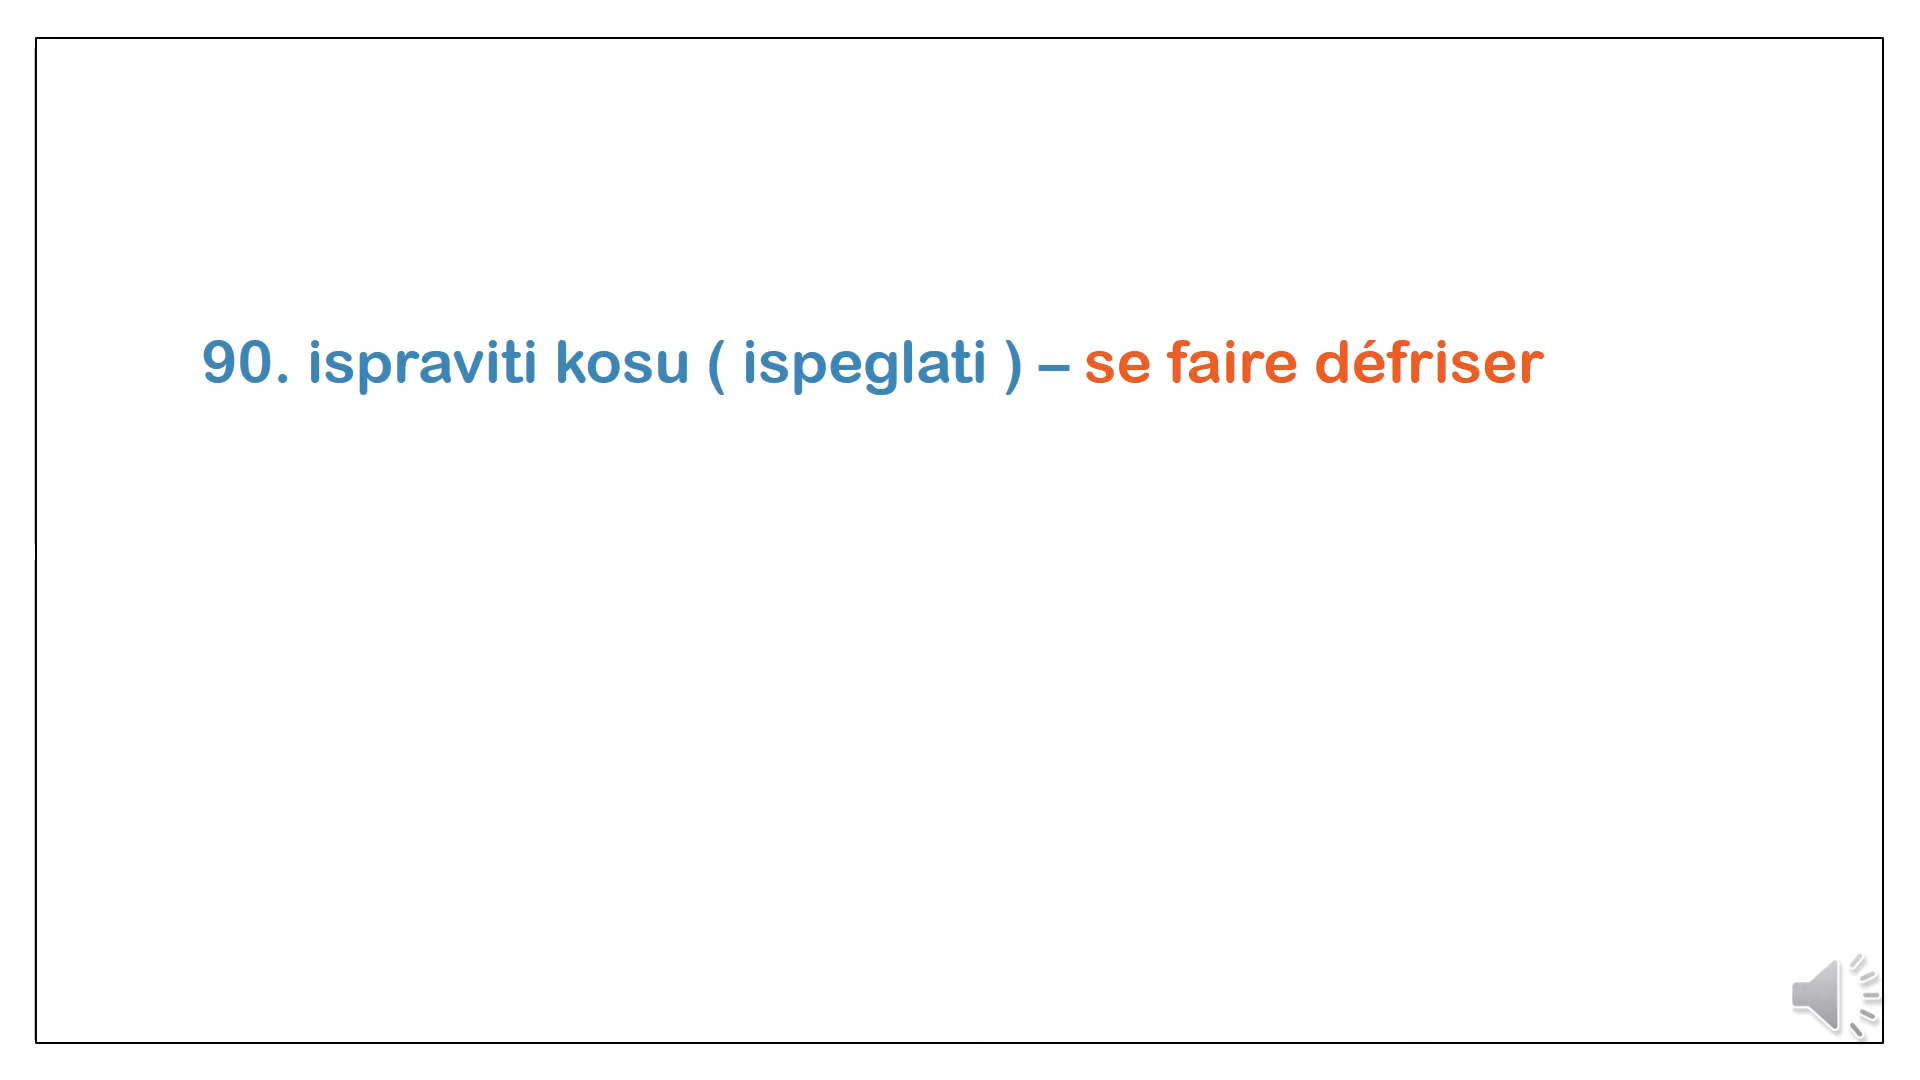 90. ispraviti kosu ( ispeglati ) – se faire défriser